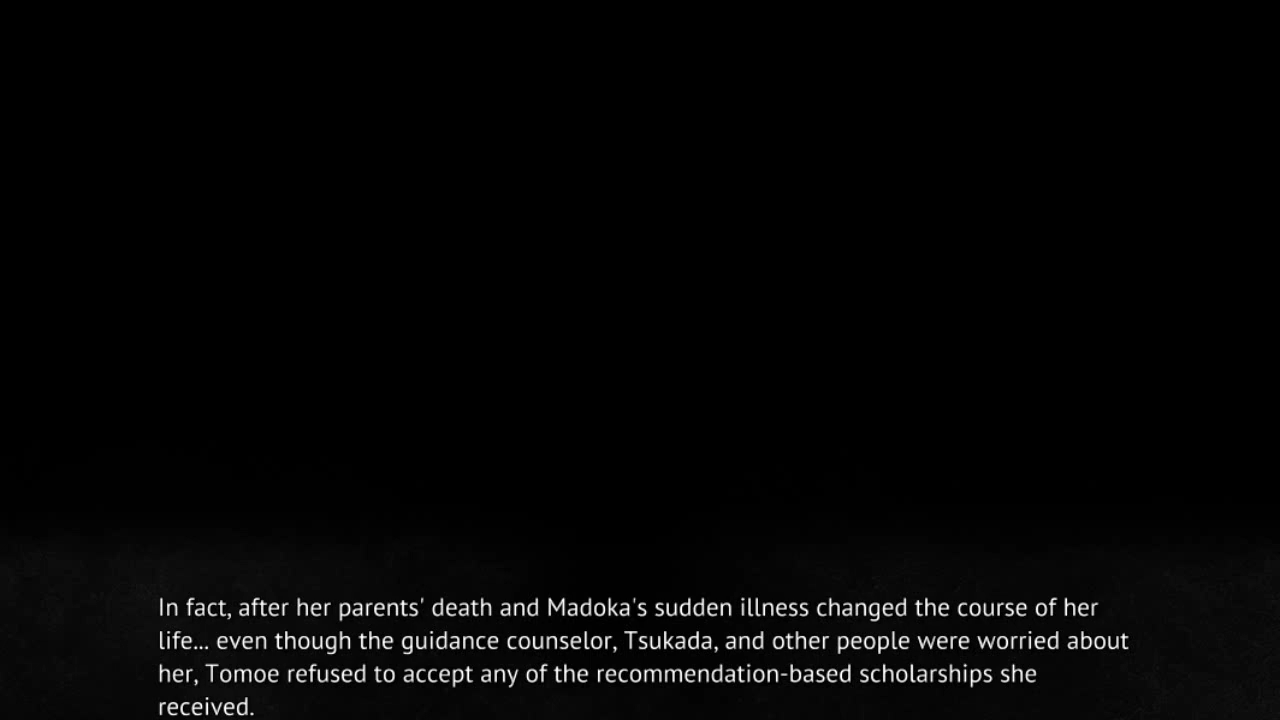 In fact, after her parents' death and Madoka's sudden illness changed the course of her
life... even though the guidance counselor, Tsukada, and other people were worried about
her, Tomoe refused to accept any of the recommendation-based scholarships she
received.